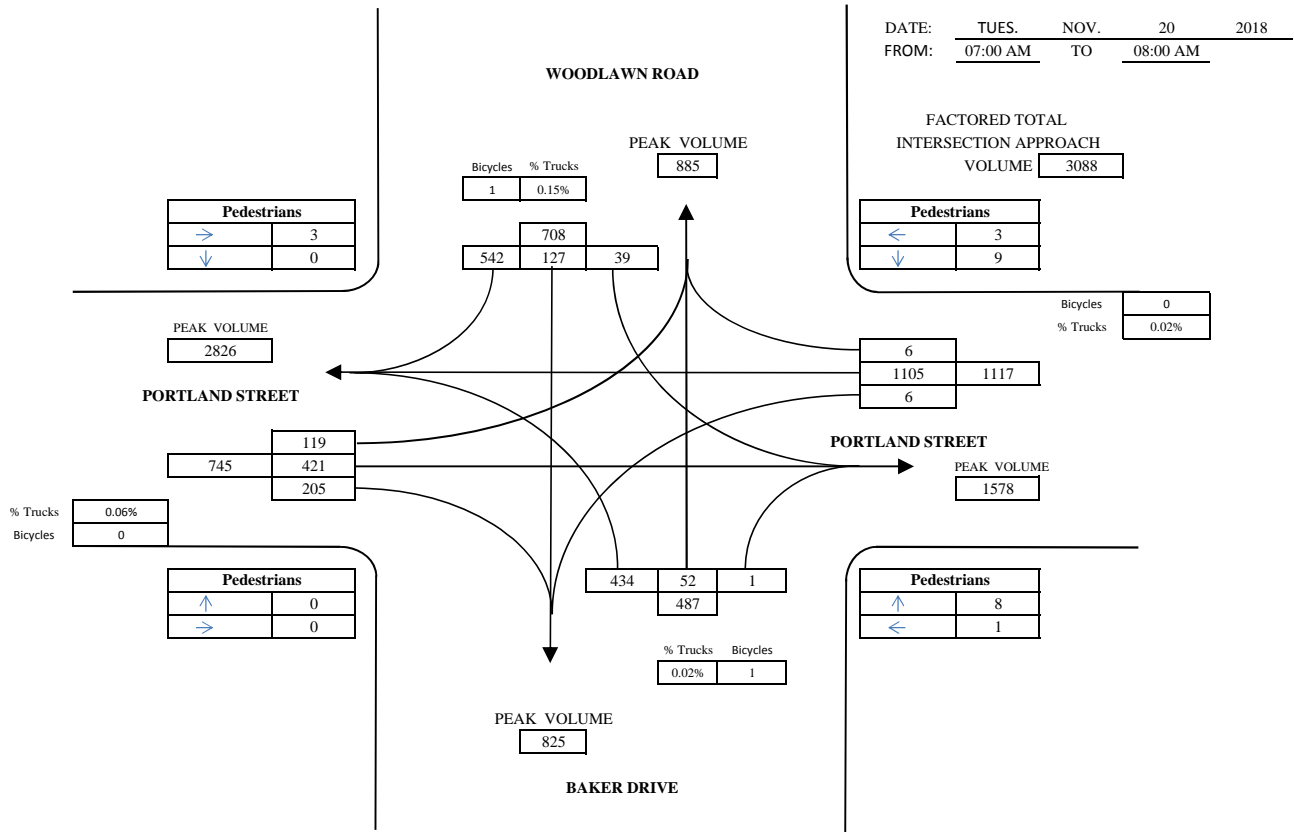 DATE: TUES. NOV. 20 2018
FROM: 07:00 AM TO 08:00 AM
WOODLAWN ROAD
FACTORED TOTAL
INTERSECTION APPROACH
VOLUME 3088
PEAK VOLUME
885
Bicycles % Trucks
1 0.15%
Pedestrians
→ 3
↓ 0
708
542 127 39
Pedestrians
← 3
↓ 9
Bicycles 0
% Trucks 0.02%
PEAK VOLUME
2826
PORTLAND STREET
6
1105 1117
6
119
745 421
205
PORTLAND STREET
PEAK VOLUME
1578
% Trucks 0.06%
Bicycles 0
Pedestrians
↑ 0
→ 0
434 52 1
487
Pedestrians
↑ 8
← 1
% Trucks Bicycles
0.02% 1
PEAK VOLUME
825
BAKER DRIVE